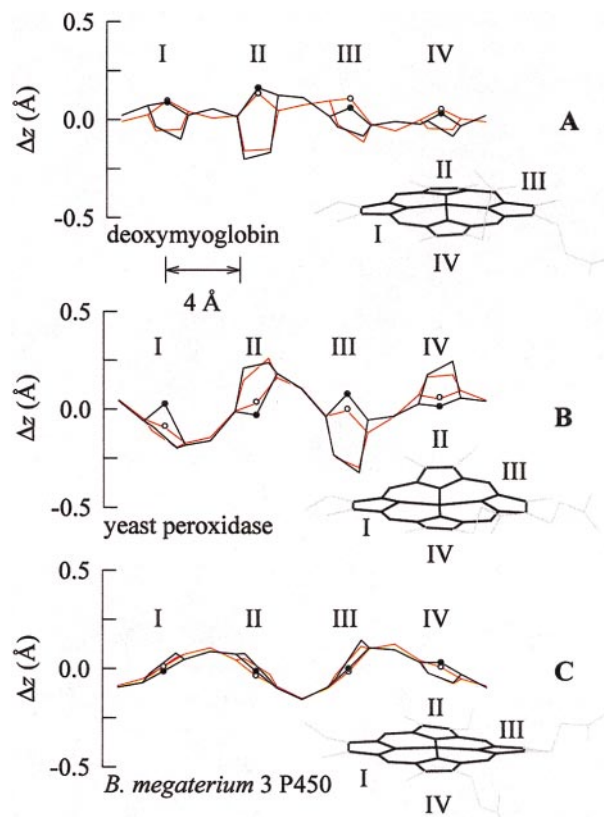 I II III IV
0.5
Δz (Å)
0.0
A
II
III
-0.5
I
IV
deoxymyoglobin
4 Å
I II III IV
0.5
Δz (Å)
0.0
B
II
III
-0.5
I
IV
yeast peroxidase
I II III IV
0.5
Δz (Å)
0.0
C
II
III
-0.5
I
IV
B. megaterium 3 P450